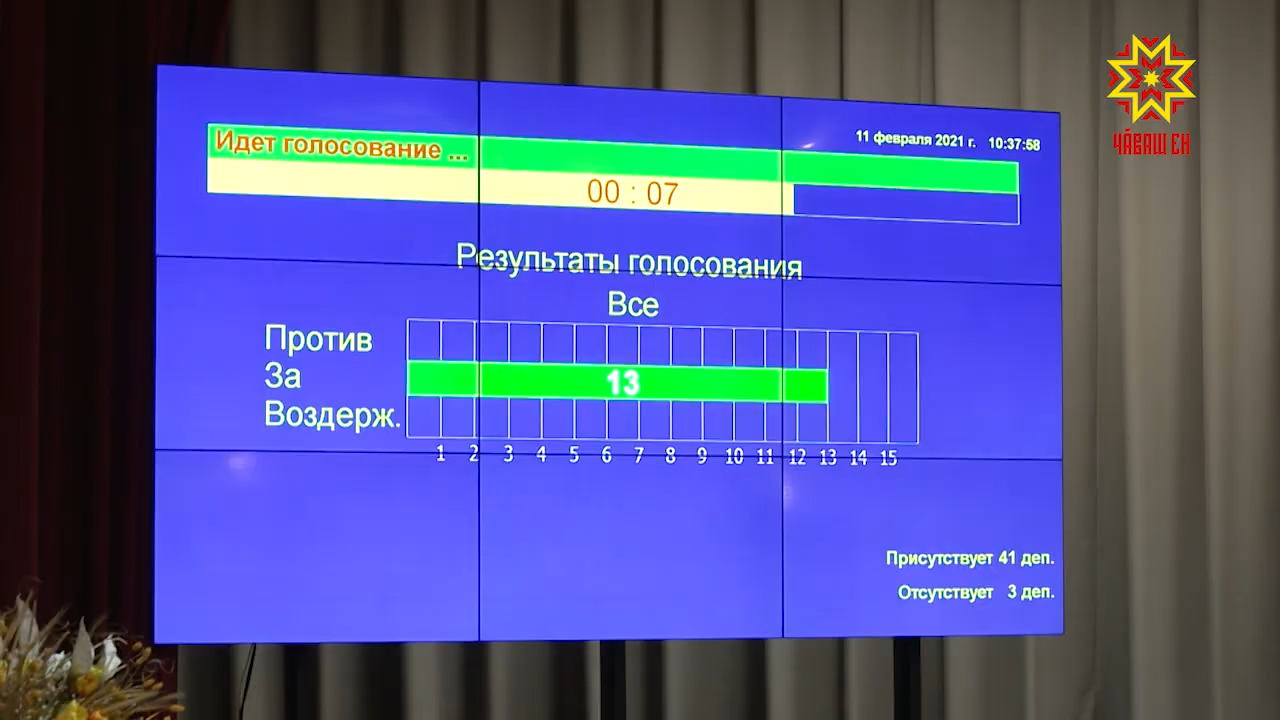 11 февраля 2021 г. 10:37:58
Идет голосование ...
00 : 07
Результаты голосования
Все
Против
За
13
Воздерж.
1 2 3 4 5 6 7 8 9 10 11 12 13 14 15
Присутствует 41 деп.
Отсутствует 3 деп.
ЧĂВАШ ЕН